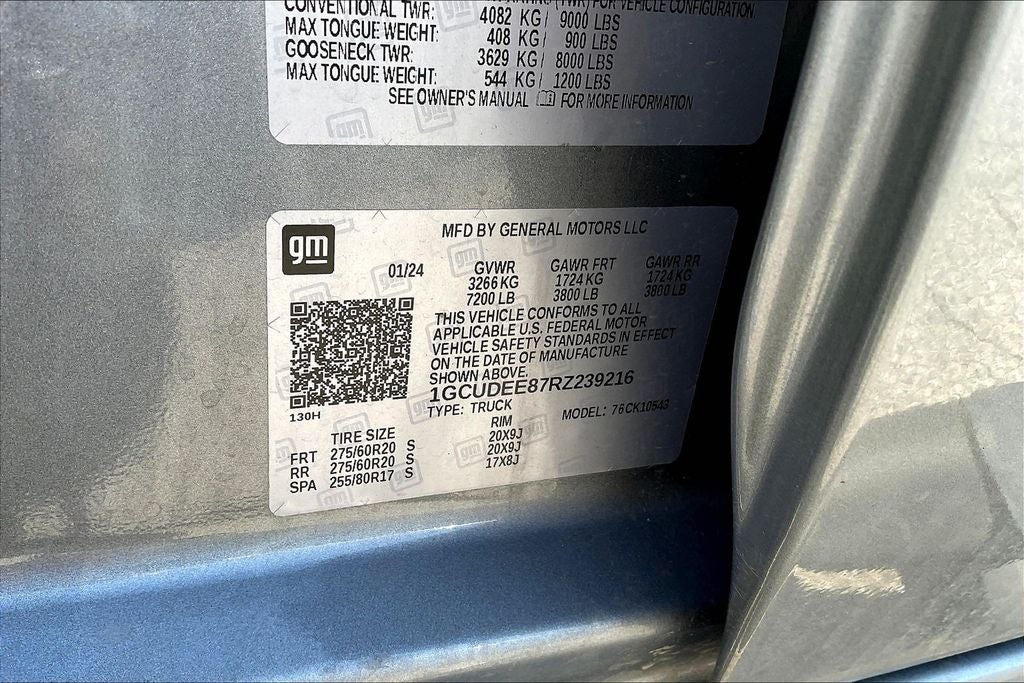 (TWR) FOR VEHICLE CONFIGURATION.
CONVENTIONAL TWR: 4082 KG/ 9000 LBS
MAX TONGUE WEIGHT: 408 KG/ 900 LBS
GOOSENECK TWR: 3629 KG/ 8000 LBS
MAX TONGUE WEIGHT: 544 KG/ 1200 LBS
SEE OWNER'S MANUAL FOR MORE INFORMATION
gm
MFD BY GENERAL MOTORS LLC
01/24 GVWR GAWR FRT GAWR RR
3266 KG 1724 KG 1724 KG
7200 LB 3800 LB 3800 LB
THIS VEHICLE CONFORMS TO ALL
APPLICABLE U.S. FEDERAL MOTOR
VEHICLE SAFETY STANDARDS IN EFFECT
ON THE DATE OF MANUFACTURE
SHOWN ABOVE.
1GCUDEE87RZ239216
130H
TYPE: TRUCK MODEL: 76CK10543
TIRE SIZE RIM
FRT 275/60R20 S 20X9J
RR 275/60R20 S 20X9J
SPA 255/80R17 S 17X8J